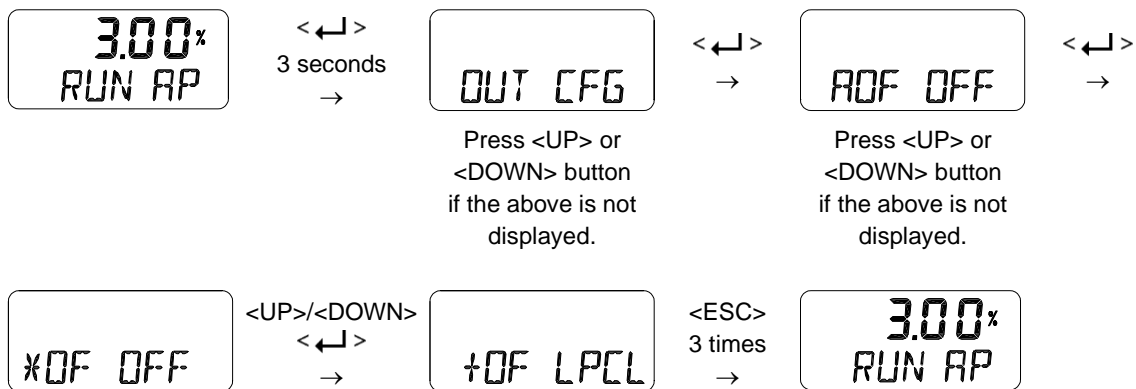 3.00%
RUN AP
<↵>
3 seconds
→
OUT CFG
Press <UP> or
<DOWN> button
if the above is not
displayed.
<↵>
→
AOF OFF
Press <UP> or
<DOWN> button
if the above is not
displayed.
<↵>
→
*OF OFF
<UP>/<DOWN>
<↵>
→
+OF LPCL
<ESC>
3 times
→
3.00%
RUN AP